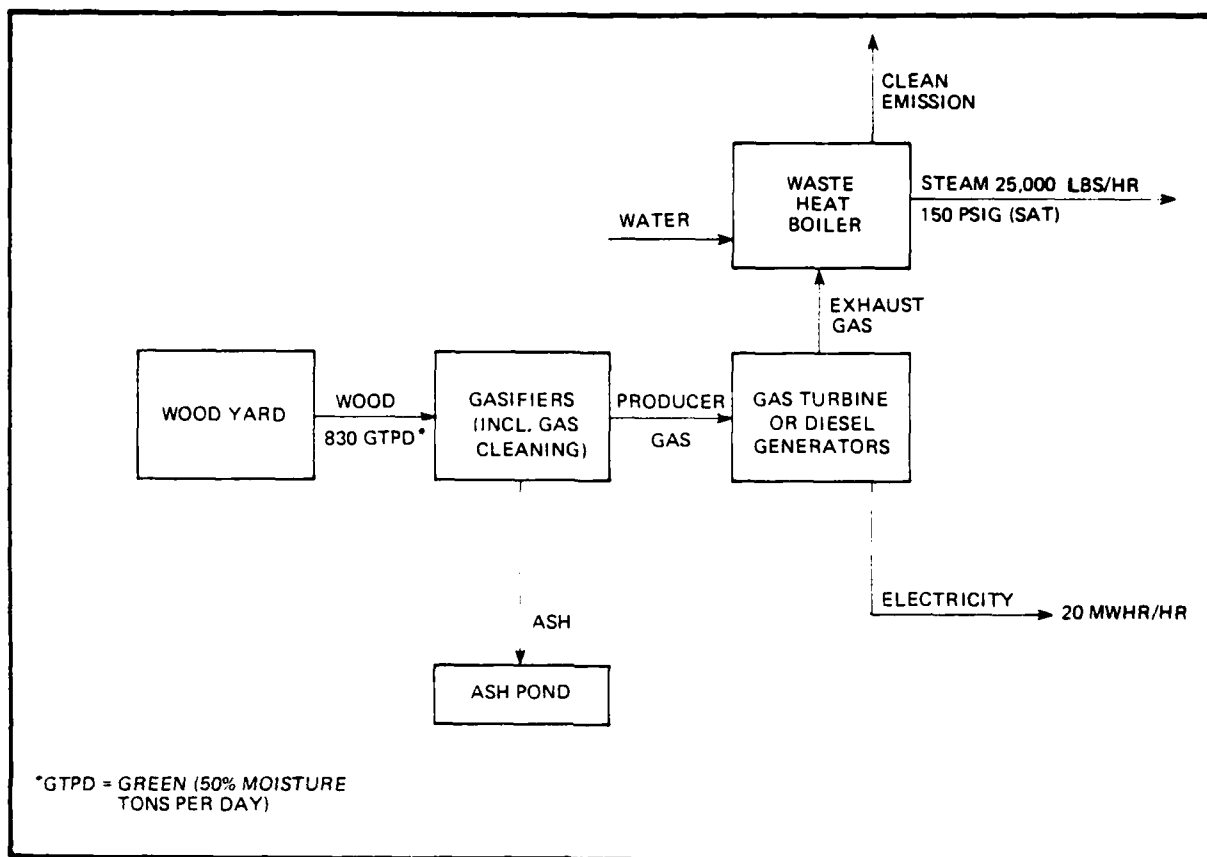 CLEAN
EMISSION
WASTE
HEAT
BOILER
STEAM 25,000 LBS/HR
150 PSIG (SAT)
WATER
EXHAUST
GAS
WOOD YARD
WOOD
830 GTPD*
GASIFIERS
(INCL. GAS
CLEANING)
PRODUCER
GAS
GAS TURBINE
OR DIESEL
GENERATORS
ELECTRICITY
20 MWHR/HR
ASH
ASH POND
*GTPD = GREEN (50% MOISTURE
TONS PER DAY)